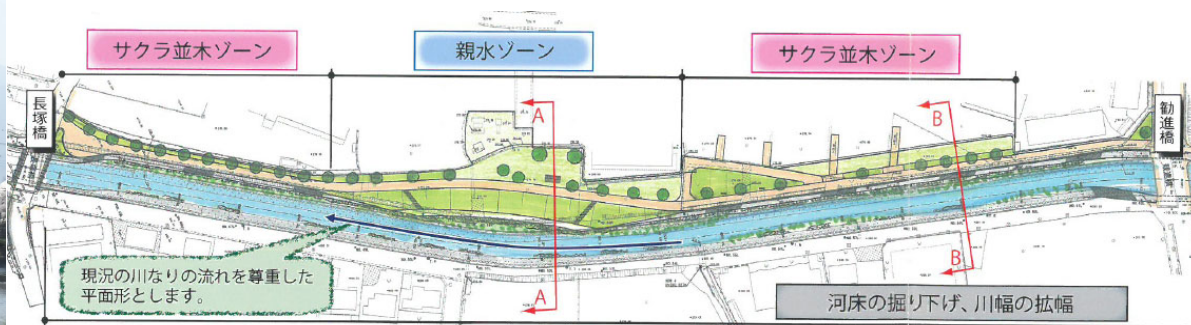 サクラ並木ゾーン
親水ゾーン
サクラ並木ゾーン
長塚橋
勧進橋
A
B
現況の川なりの流れを尊重した
平面形とします。
A
B
河床の掘り下げ、川幅の拡幅